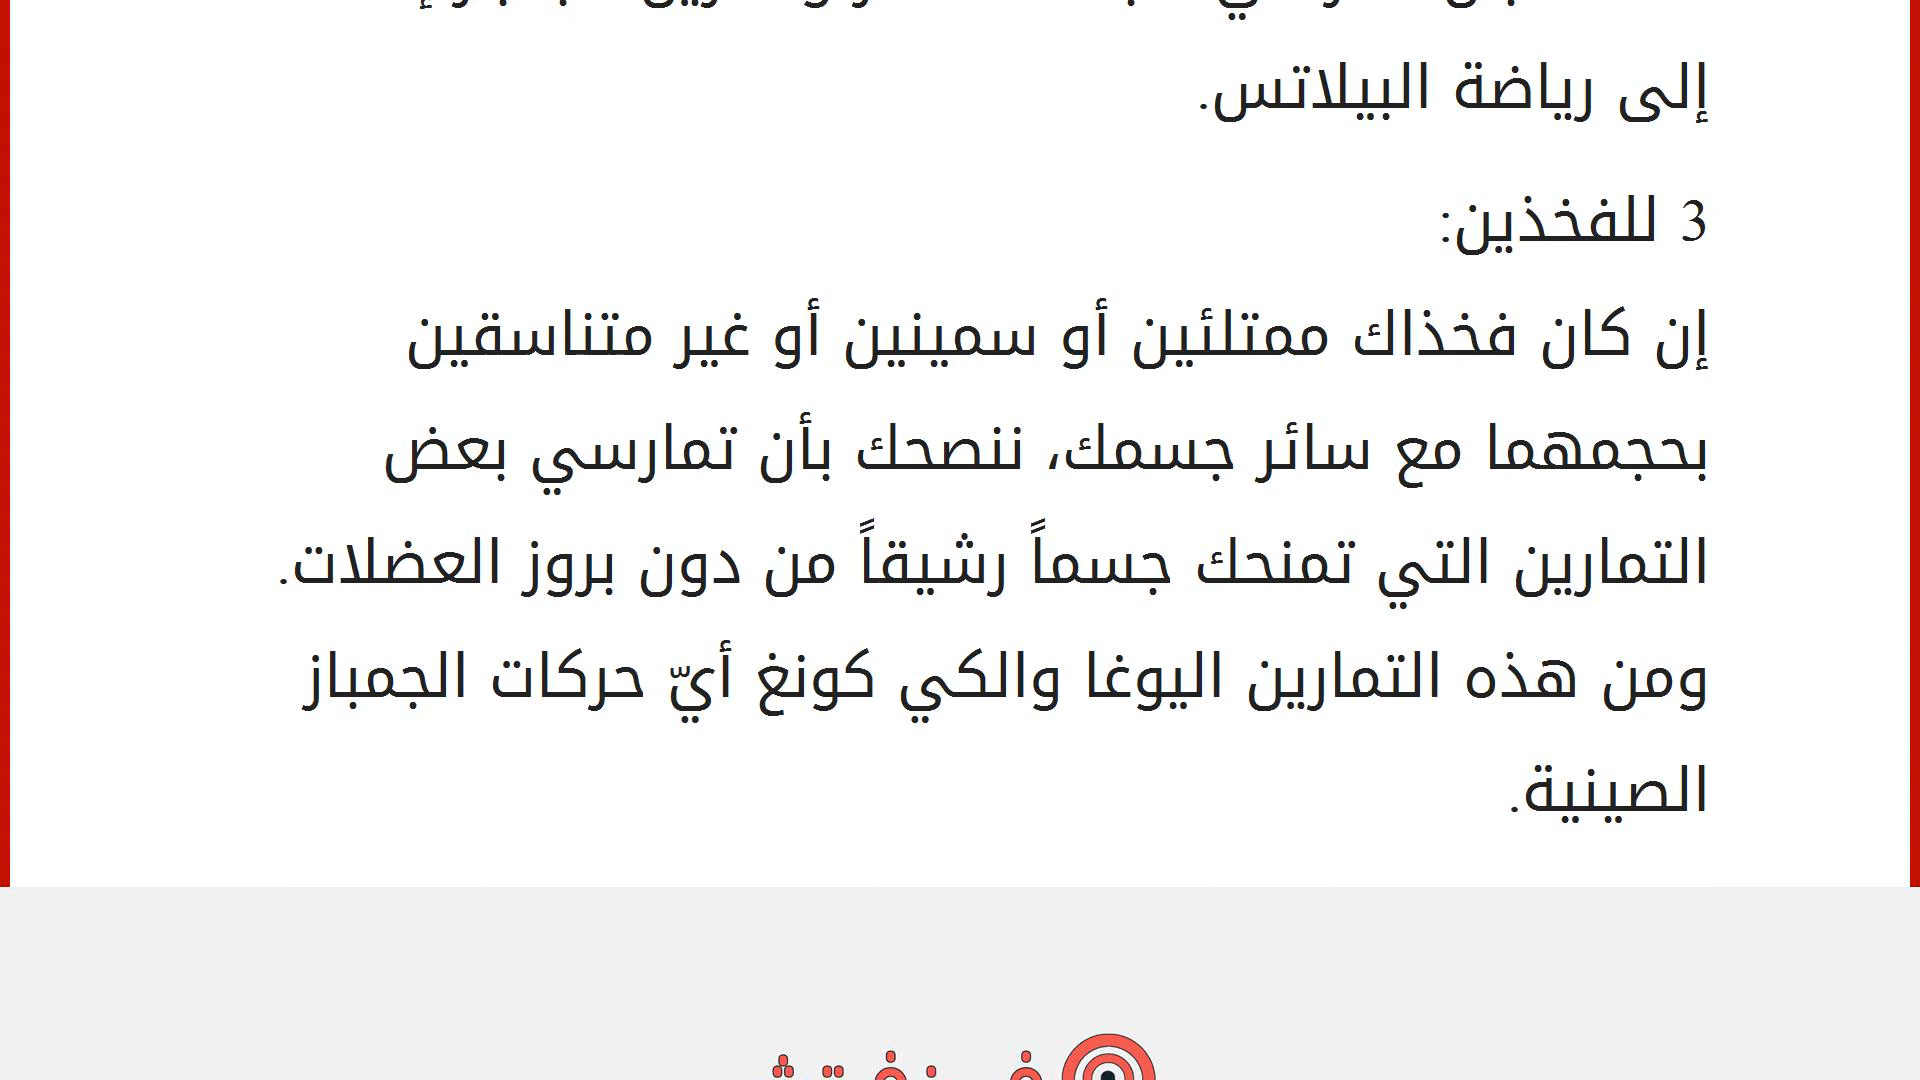 إلى رياضة البيلاتس.
3 للفخذين:
إن كان فخذاك ممتلئين أو سمينين أو غير متناسقين
بحجمهما مع سائر جسمك، ننصحك بأن تمارسي بعض
التمارين التي تمنحك جسماً رشيقاً من دون بروز العضلات.
ومن هذه التمارين اليوغا والكي كونغ أيّ حركات الجمباز
الصينية.